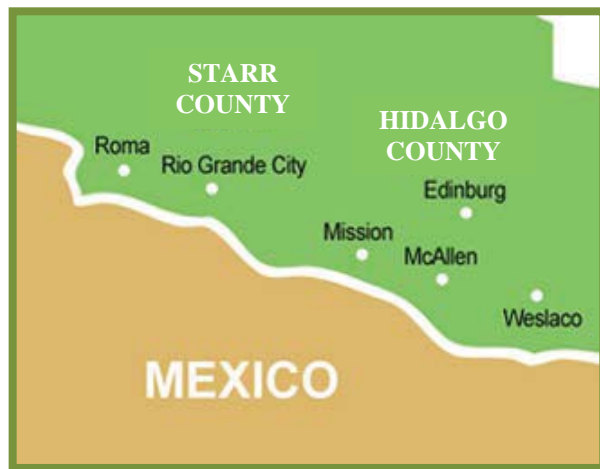 STARR
COUNTY
HIDALGO
COUNTY
Roma
Rio Grande City
Edinburg
Mission
McAllen
Weslaco
MEXICO